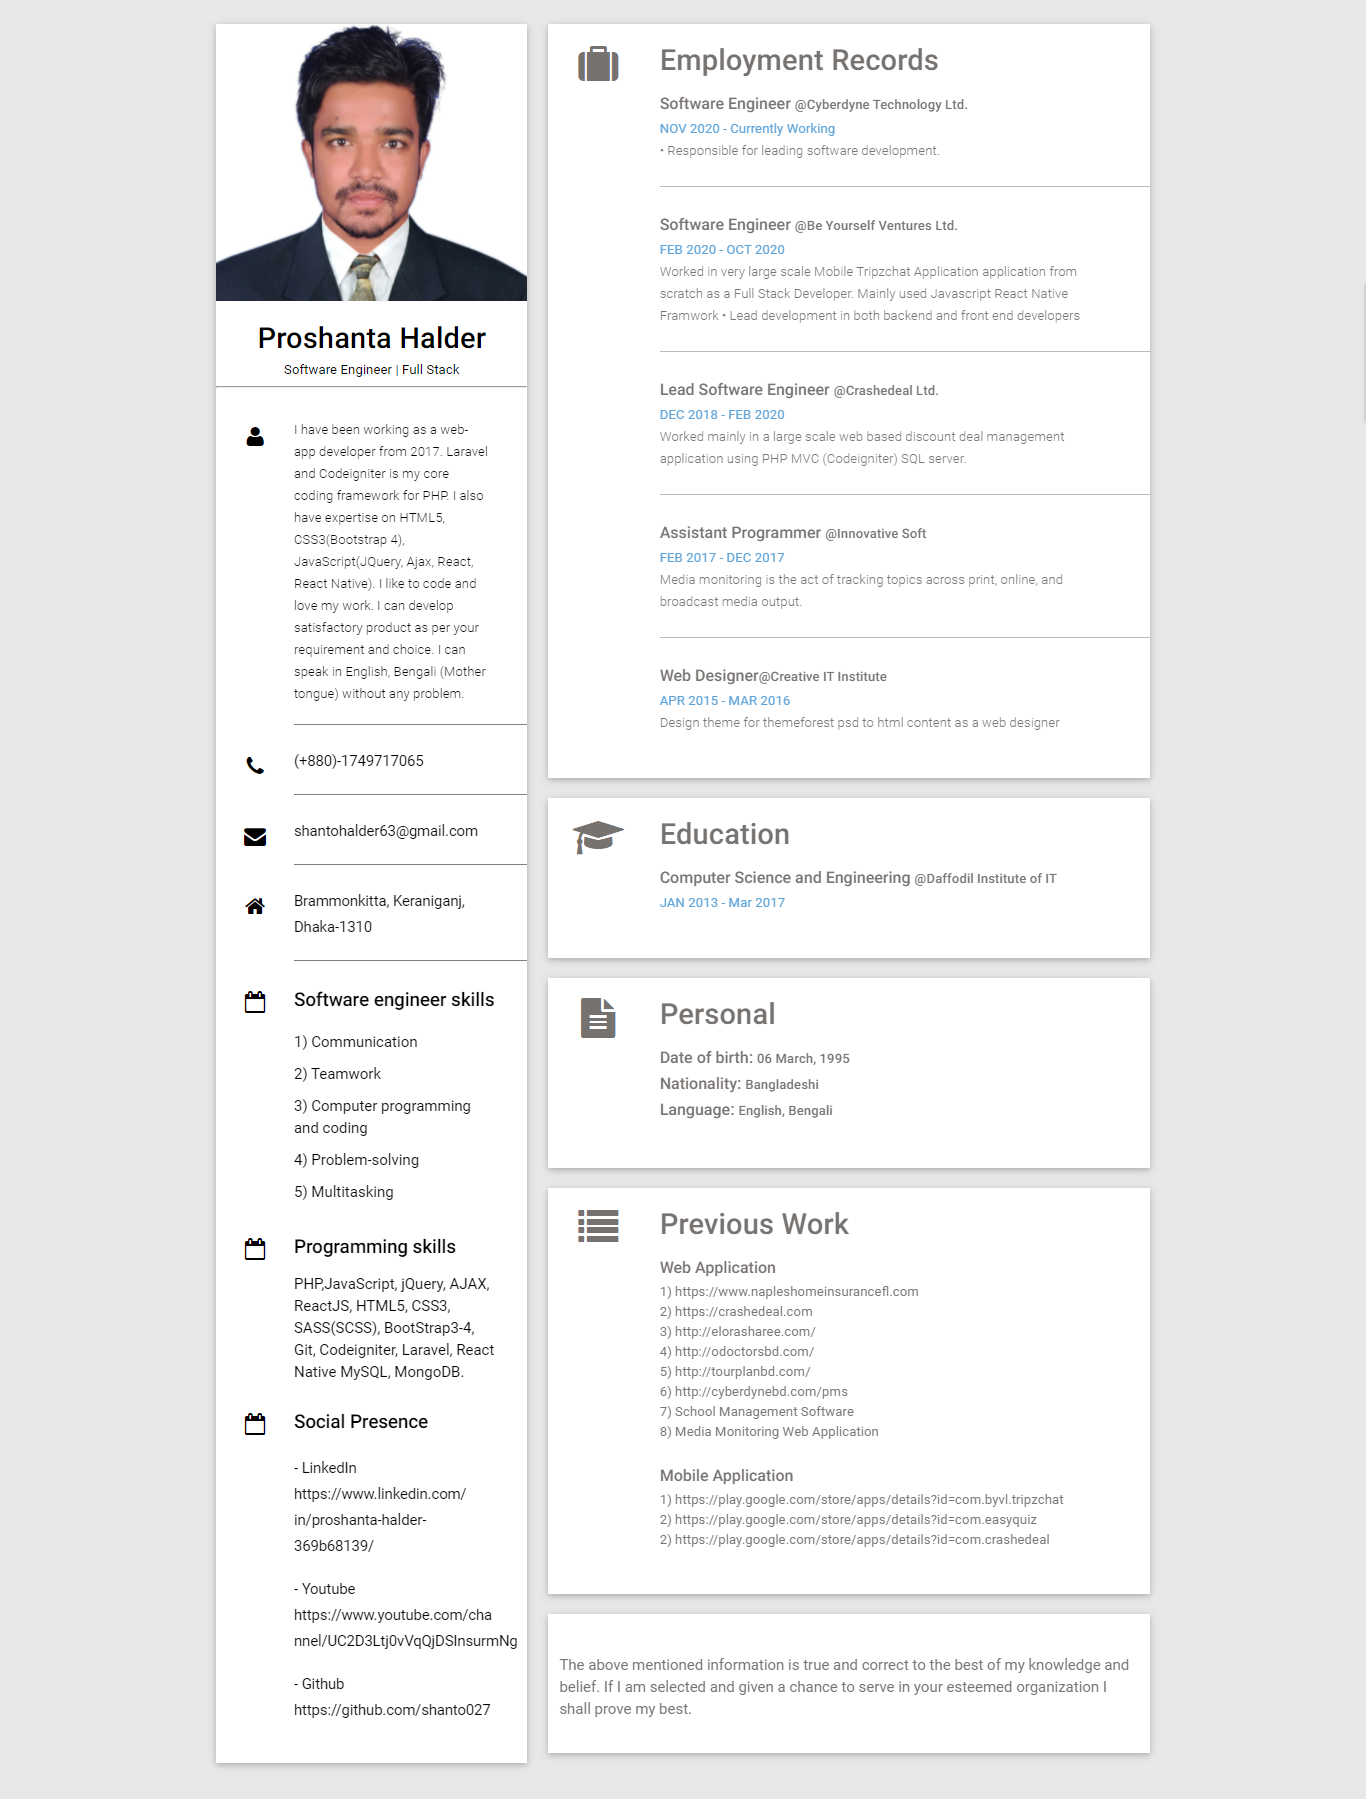 Proshanta Halder
Software Engineer | Full Stack
I have been working as a web-
app developer from 2017. Laravel
and Codeigniter is my core
coding framework for PHP. I also
have expertise on HTML5,
CSS3(Bootstrap 4),
JavaScript(JQuery, Ajax, React,
React Native). I like to code and
love my work. I can develop
satisfactory product as per your
requirement and choice. I can
speak in English, Bengali (Mother
tongue) without any problem.
(+880)-1749717065
shantohalder63@gmail.com
Brammonkitta, Keraniganj,
Dhaka-1310
Software engineer skills
1) Communication
2) Teamwork
3) Computer programming
and coding
4) Problem-solving
5) Multitasking
Programming skills
PHP,JavaScript, jQuery, AJAX,
ReactJS, HTML5, CSS3,
SASS(SCSS), BootStrap3-4,
Git, Codeigniter, Laravel, React
Native MySQL, MongoDB.
Social Presence
- LinkedIn
https://www.linkedin.com/
in/proshanta-halder-
369b68139/
- Youtube
https://www.youtube.com/cha
nnel/UC2D3Ltj0vVqQjDSInsurmNg
- Github
https://github.com/shanto027
Employment Records
Software Engineer @Cyberdyne Technology Ltd.
NOV 2020 - Currently Working
• Responsible for leading software development.
Software Engineer @Be Yourself Ventures Ltd.
FEB 2020 - OCT 2020
Worked in very large scale Mobile Tripzchat Application application from
scratch as a Full Stack Developer. Mainly used Javascript React Native
Framwork • Lead development in both backend and front end developers
Lead Software Engineer @Crashedeal Ltd.
DEC 2018 - FEB 2020
Worked mainly in a large scale web based discount deal management
application using PHP MVC (Codeigniter) SQL server.
Assistant Programmer @Innovative Soft
FEB 2017 - DEC 2017
Media monitoring is the act of tracking topics across print, online, and
broadcast media output.
Web Designer@Creative IT Institute
APR 2015 - MAR 2016
Design theme for themeforest psd to html content as a web designer
Education
Computer Science and Engineering @Daffodil Institute of IT
JAN 2013 - Mar 2017
Personal
Date of birth: 06 March, 1995
Nationality: Bangladeshi
Language: English, Bengali
Previous Work
Web Application
1) https://www.napleshomeinsurancefl.com
2) https://crashedeal.com
3) http://elorasharee.com/
4) http://odoctorsbd.com/
5) http://tourplanbd.com/
6) http://cyberdynebd.com/pms
7) School Management Software
8) Media Monitoring Web Application
Mobile Application
1) https://play.google.com/store/apps/details?id=com.byvl.tripzchat
2) https://play.google.com/store/apps/details?id=com.easyquiz
2) https://play.google.com/store/apps/details?id=com.crashedeal
The above mentioned information is true and correct to the best of my knowledge and
belief. If I am selected and given a chance to serve in your esteemed organization I
shall prove my best.